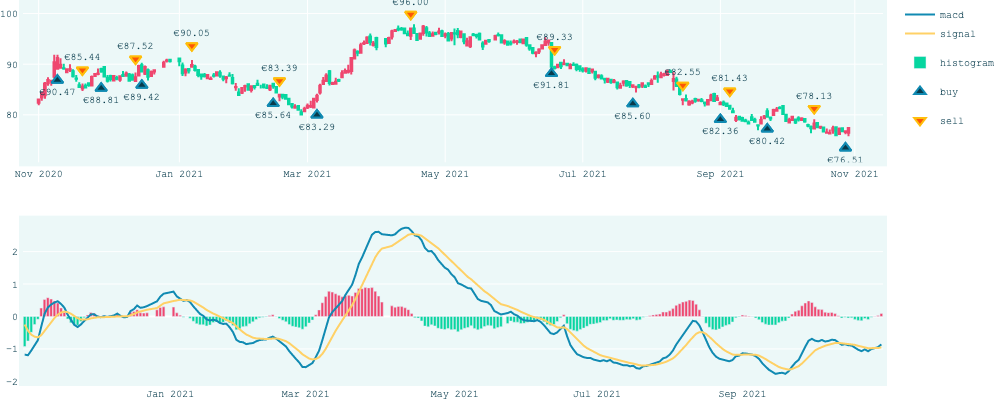 €96.00
100
€90.05
€89.33
€87.52
€85.44
90
€83.39
€82.55
€81.43
€90.47
€91.81
€78.13
€88.81
€89.42
80
€85.64
€83.29
€85.60
€82.36
€80.42
€76.51
Nov 2020
Jan 2021
Mar 2021
May 2021
Jul 2021
Sep 2021
Nov 2021
macd
signal
histogram
buy
sell
2
1
0
−1
−2
Jan 2021
Mar 2021
May 2021
Jul 2021
Sep 2021